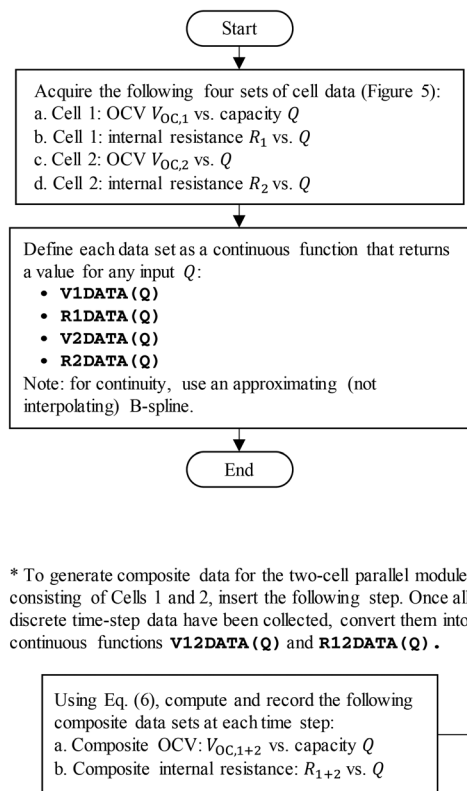 Start
Acquire the following four sets of cell data (Figure 5):
a. Cell 1: OCV V_OC,1 vs. capacity Q
b. Cell 1: internal resistance R_1 vs. Q
c. Cell 2: OCV V_OC,2 vs. Q
d. Cell 2: internal resistance R_2 vs. Q
Define each data set as a continuous function that returns
a value for any input Q:
• V1DATA(Q)
• R1DATA(Q)
• V2DATA(Q)
• R2DATA(Q)
Note: for continuity, use an approximating (not
interpolating) B-spline.
End
* To generate composite data for the two-cell parallel module
consisting of Cells 1 and 2, insert the following step. Once all
discrete time-step data have been collected, convert them into
continuous functions V12DATA(Q) and R12DATA(Q).
Using Eq. (6), compute and record the following
composite data sets at each time step:
a. Composite OCV: V_OC,1+2 vs. capacity Q
b. Composite internal resistance: R_1+2 vs. Q